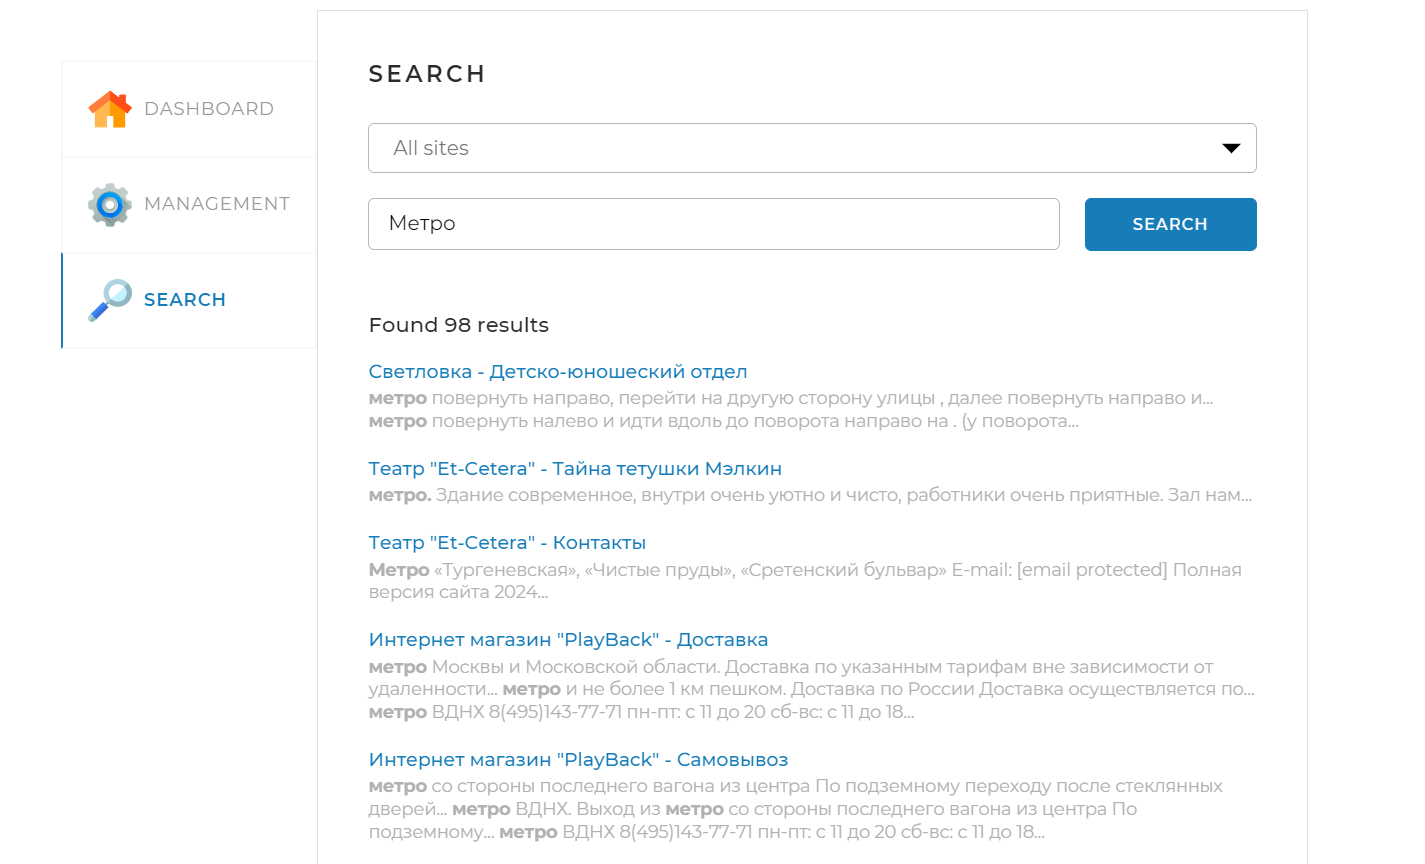 DASHBOARD
MANAGEMENT
SEARCH
SEARCH
All sites
Метро
SEARCH
Found 98 results
Светловка - Детско-юношеский отдел
метро повернуть направо, перейти на другую сторону улицы , далее повернуть направо и...
метро повернуть налево и идти вдоль до поворота направо на . (у поворота...
Театр "Et-Cetera" - Тайна тетушки Мэлкин
метро. Здание современное, внутри очень уютно и чисто, работники очень приятные. Зал нам...
Театр "Et-Cetera" - Контакты
Метро «Тургеневская», «Чистые пруды», «Сретенский бульвар» E-mail: [email protected] Полная
версия сайта 2024...
Интернет магазин "PlayBack" - Доставка
метро Москвы и Московской области. Доставка по указанным тарифам вне зависимости от
удаленности... метро и не более 1 км пешком. Доставка по России Доставка осуществляется по...
метро ВДНХ 8(495)143-77-71 пн-пт: с 11 до 20 сб-вс: с 11 до 18...
Интернет магазин "PlayBack" - Самовывоз
метро со стороны последнего вагона из центра По подземному переходу после стеклянных
дверей... метро ВДНХ. Выход из метро со стороны последнего вагона из центра По
подземному... метро ВДНХ 8(495)143-77-71 пн-пт: с 11 до 20 сб-вс: с 11 до 18...